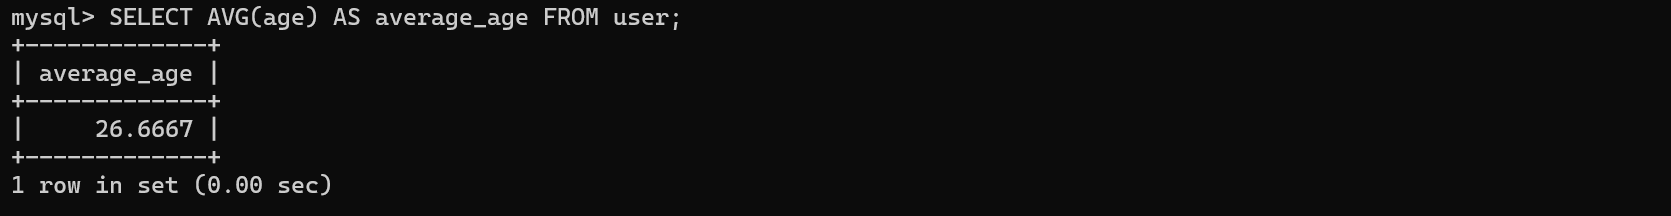 mysql> SELECT AVG(age) AS average_age FROM user;
+-------------+
| average_age |
+-------------+
|     26.6667 |
+-------------+
1 row in set (0.00 sec)